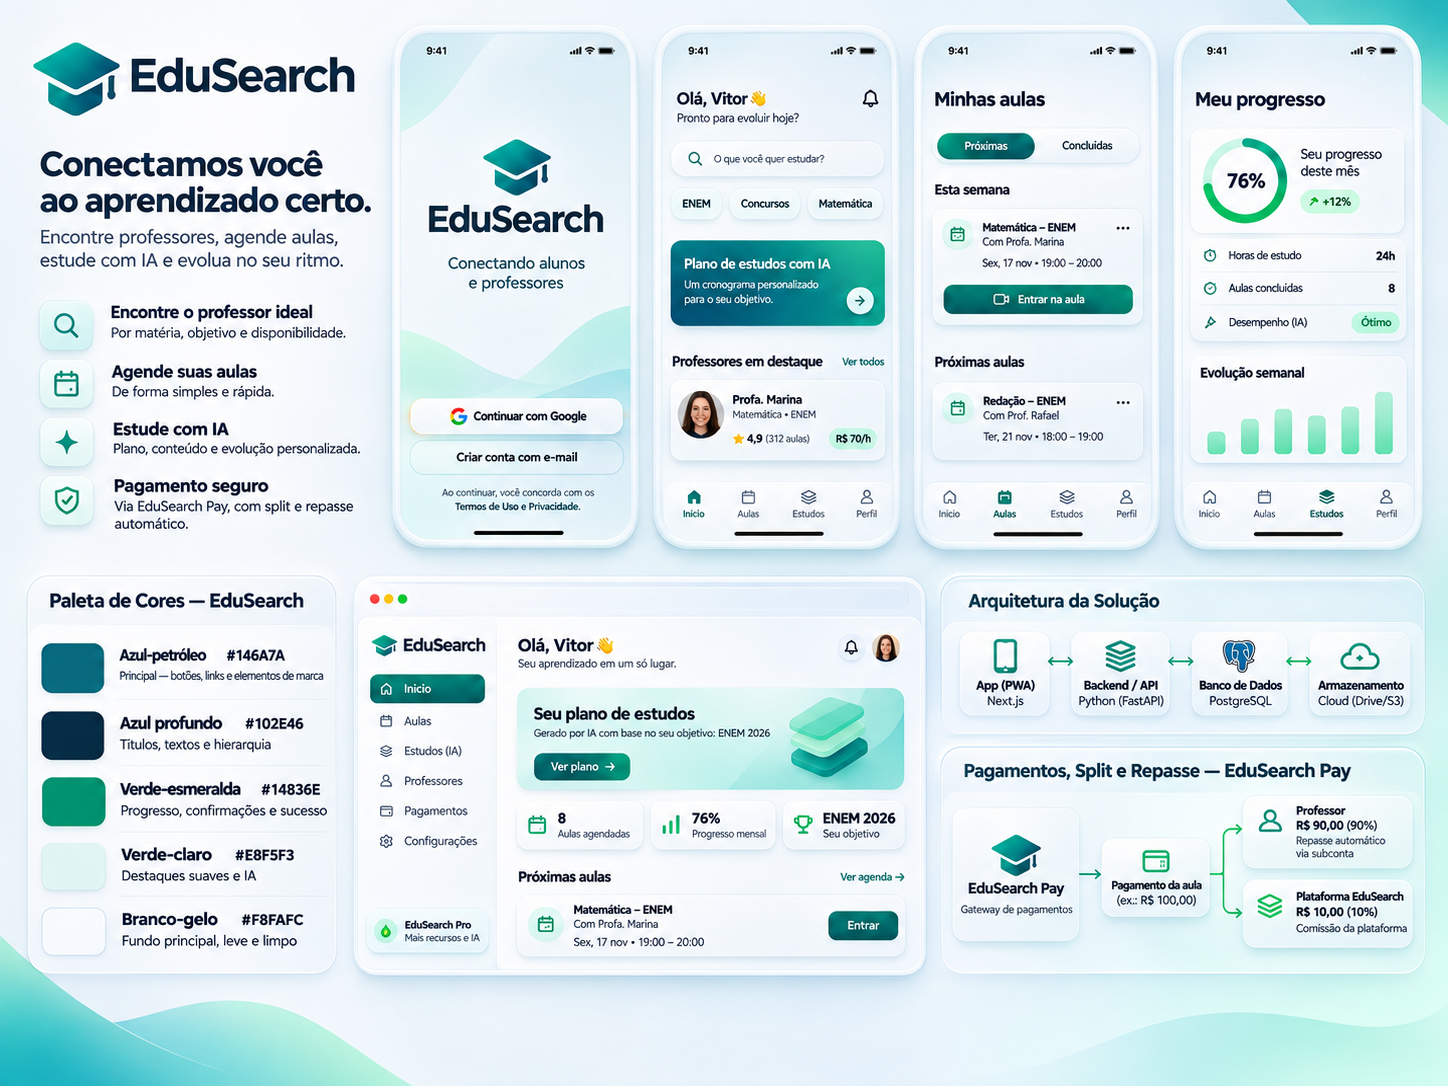 EduSearch
Conectamos você
ao aprendizado certo.
Encontre professores, agende aulas,
estude com IA e evolua no seu ritmo.
Encontre o professor ideal
Por matéria, objetivo e disponibilidade.
Agende suas aulas
De forma simples e rápida.
Estude com IA
Plano, conteúdo e evolução personalizada.
Pagamento seguro
Via EduSearch Pay, com split e repasse
automático.
9:41
EduSearch
Conectando alunos
e professores
Continuar com Google
Criar conta com e-mail
Ao continuar, você concorda com os
Termos de Uso e Privacidade.
9:41
Olá, Vitor
Pronto para evoluir hoje?
O que você quer estudar?
ENEM
Concursos
Matemática
Plano de estudos com IA
Um cronograma personalizado
para o seu objetivo.
Professores em destaque
Ver todos
Profa. Marina
Matemática • ENEM
4,9 (312 aulas)
R$ 70/h
Início
Aulas
Estudos
Perfil
9:41
Minhas aulas
Próximas
Concluídas
Esta semana
Matemática – ENEM
Com Profa. Marina
Sex, 17 nov • 19:00 – 20:00
Entrar na aula
Próximas aulas
Redação – ENEM
Com Prof. Rafael
Ter, 21 nov • 18:00 – 19:00
Início
Aulas
Estudos
Perfil
9:41
Meu progresso
76%
Seu progresso
deste mês
+12%
Horas de estudo
24h
Aulas concluídas
8
Desempenho (IA)
Ótimo
Evolução semanal
Início
Aulas
Estudos
Perfil
Paleta de Cores — EduSearch
Azul-petróleo #146A7A
Principal — botões, links e elementos de marca
Azul profundo #102E46
Títulos, textos e hierarquia
Verde-esmeralda #14836E
Progresso, confirmações e sucesso
Verde-claro #E8F5F3
Destaques suaves e IA
Branco-gelo #F8FAFC
Fundo principal, leve e limpo
EduSearch
Início
Aulas
Estudos (IA)
Professores
Pagamentos
Configurações
EduSearch Pro
Mais recursos e IA
Olá, Vitor
Seu aprendizado em um só lugar.
Seu plano de estudos
Gerado por IA com base no seu objetivo: ENEM 2026
Ver plano →
8
Aulas agendadas
76%
Progresso mensal
ENEM 2026
Seu objetivo
Próximas aulas
Ver agenda →
Matemática – ENEM
Com Profa. Marina
Sex, 17 nov • 19:00 – 20:00
Entrar
Arquitetura da Solução
App (PWA)
Next.js
Backend / API
Python (FastAPI)
Banco de Dados
PostgreSQL
Armazenamento
Cloud (Drive/S3)
Pagamentos, Split e Repasse — EduSearch Pay
EduSearch Pay
Gateway de pagamentos
Pagamento da aula
(ex.: R$ 100,00)
Professor
R$ 90,00 (90%)
Repasse automático
via subconta
Plataforma EduSearch
R$ 10,00 (10%)
Comissão da plataforma